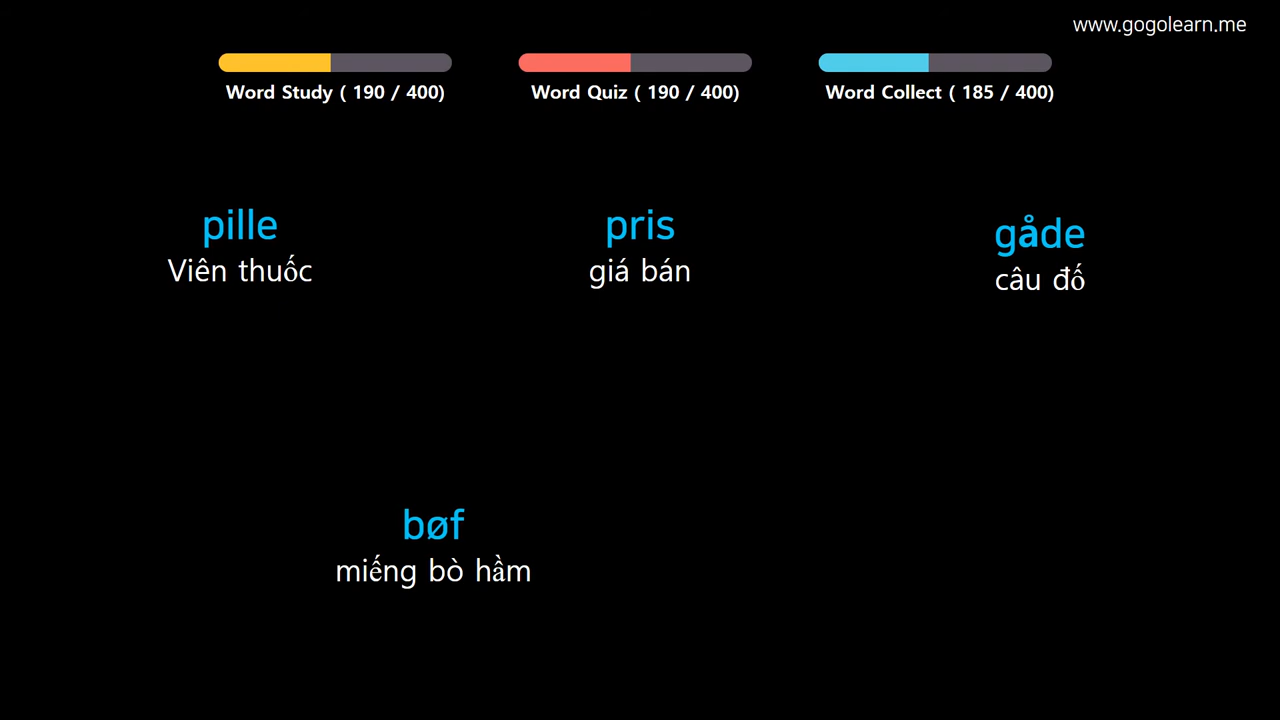 www.gogolearn.me
Word Study ( 190 / 400)
Word Quiz ( 190 / 400)
Word Collect ( 185 / 400)
pille
Viên thuốc
pris
giá bán
gåde
câu đố
bøf
miếng bò hầm